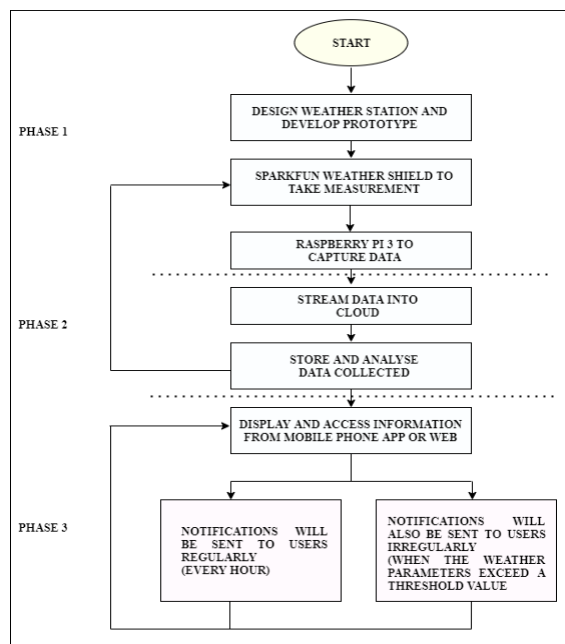 START
PHASE 1
DESIGN WEATHER STATION AND
DEVELOP PROTOTYPE
SPARKFUN WEATHER SHIELD TO
TAKE MEASUREMENT
RASPBERRY PI 3 TO
CAPTURE DATA
PHASE 2
STREAM DATA INTO
CLOUD
STORE AND ANALYSE
DATA COLLECTED
DISPLAY AND ACCESS INFORMATION
FROM MOBILE PHONE APP OR WEB
PHASE 3
NOTIFICATIONS WILL
BE SENT TO USERS
REGULARLY
(EVERY HOUR)
NOTIFICATIONS WILL
ALSO BE SENT TO USERS
IRREGULARLY
(WHEN THE WEATHER
PARAMETERS EXCEED A
THRESHOLD VALUE